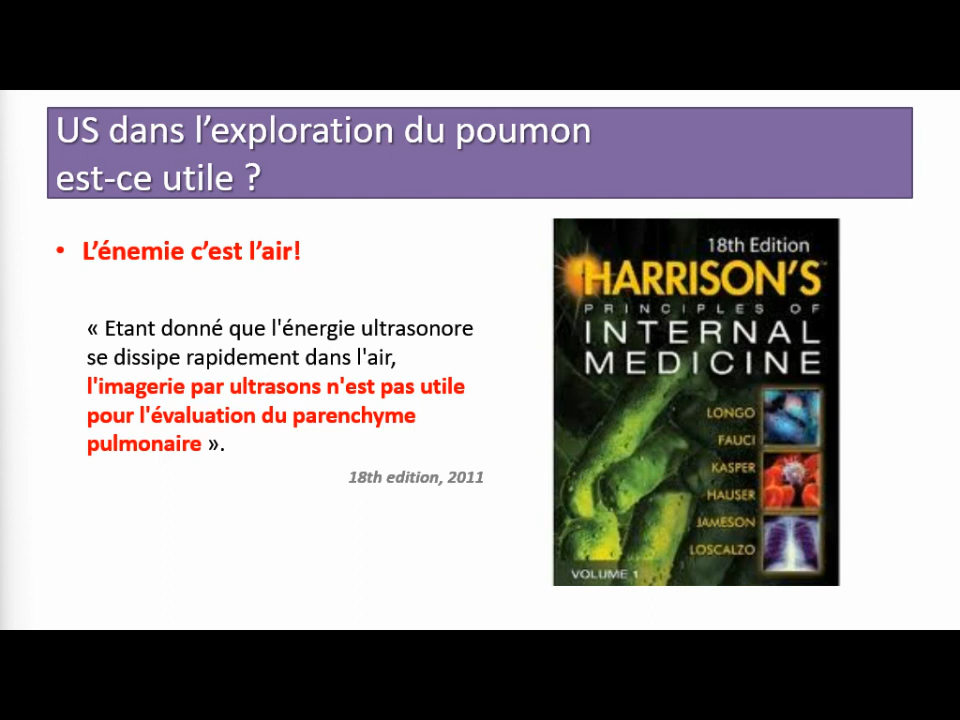 US dans l’exploration du poumon
est-ce utile ?
• L’énemie c’est l’air!
« Etant donné que l'énergie ultrasonore
se dissipe rapidement dans l'air,
l'imagerie par ultrasons n'est pas utile
pour l'évaluation du parenchyme
pulmonaire ».
18th edition, 2011
18th Edition
HARRISON'S
PRINCIPLES OF
INTERNAL
MEDICINE
LONGO
FAUCI
KASPER
HAUSER
JAMESON
LOSCALZO
VOLUME 1